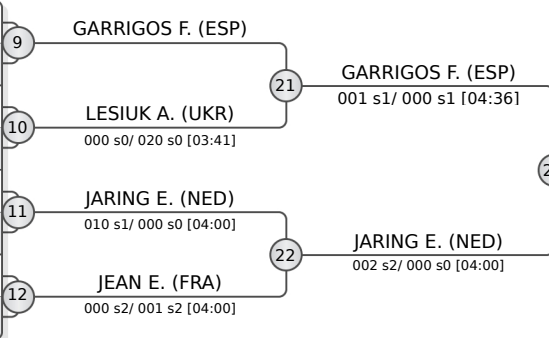 9
GARRIGOS F. (ESP)
21
GARRIGOS F. (ESP)
001 s1/ 000 s1 [04:36]
10
LESIUK A. (UKR)
000 s0/ 020 s0 [03:41]
11
JARING E. (NED)
010 s1/ 000 s0 [04:00]
22
JARING E. (NED)
002 s2/ 000 s0 [04:00]
12
JEAN E. (FRA)
000 s2/ 001 s2 [04:00]